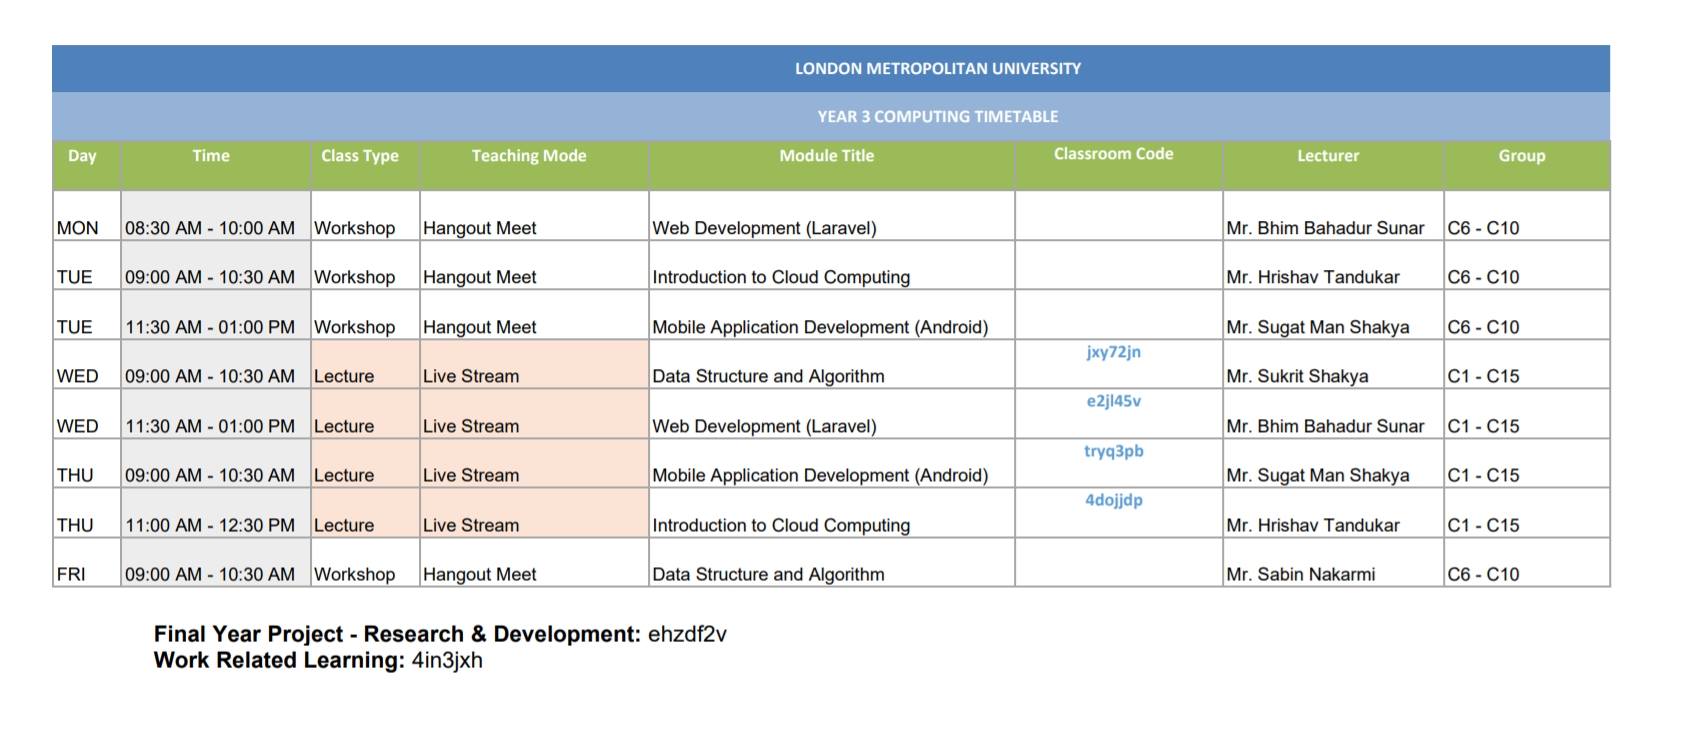 LONDON METROPOLITAN UNIVERSITY
YEAR 3 COMPUTING TIMETABLE
Day Time Class Type Teaching Mode Module Title Classroom Code Lecturer Group
MON 08:30 AM - 10:00 AM Workshop Hangout Meet Web Development (Laravel) Mr. Bhim Bahadur Sunar C6 - C10
TUE 09:00 AM - 10:30 AM Workshop Hangout Meet Introduction to Cloud Computing Mr. Hrishav Tandukar C6 - C10
TUE 11:30 AM - 01:00 PM Workshop Hangout Meet Mobile Application Development (Android) Mr. Sugat Man Shakya C6 - C10
WED 09:00 AM - 10:30 AM Lecture Live Stream Data Structure and Algorithm jxy72jn Mr. Sukrit Shakya C1 - C15
WED 11:30 AM - 01:00 PM Lecture Live Stream Web Development (Laravel) e2jl45v Mr. Bhim Bahadur Sunar C1 - C15
THU 09:00 AM - 10:30 AM Lecture Live Stream Mobile Application Development (Android) tryq3pb Mr. Sugat Man Shakya C1 - C15
THU 11:00 AM - 12:30 PM Lecture Live Stream Introduction to Cloud Computing 4dojjdp Mr. Hrishav Tandukar C1 - C15
FRI 09:00 AM - 10:30 AM Workshop Hangout Meet Data Structure and Algorithm Mr. Sabin Nakarmi C6 - C10
Final Year Project - Research & Development: ehzdf2v
Work Related Learning: 4in3jxh